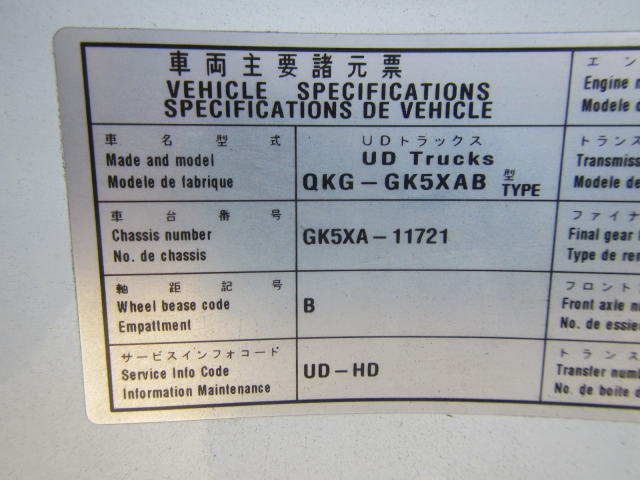 車両主要諸元票
VEHICLE SPECIFICATIONS
SPECIFICATIONS DE VEHICLE
車名型式
Made and model
Modele de fabrique
UDトラックス
UD Trucks
QKG-GK5XAB 型 TYPE
車台番号
Chassis number
No. de chassis
GK5XA-11721
軸距記号
Wheel bease code
Empattment
B
サービスインフォコード
Service Info Code
Information Maintenance
UD-HD
エン
Engine
Modele
トランス
Transmiss
Modele de
ファイナ
Final gear
Type de
フロント
Front axle
No. de essie
トランス
Transfer numb
No. de boite